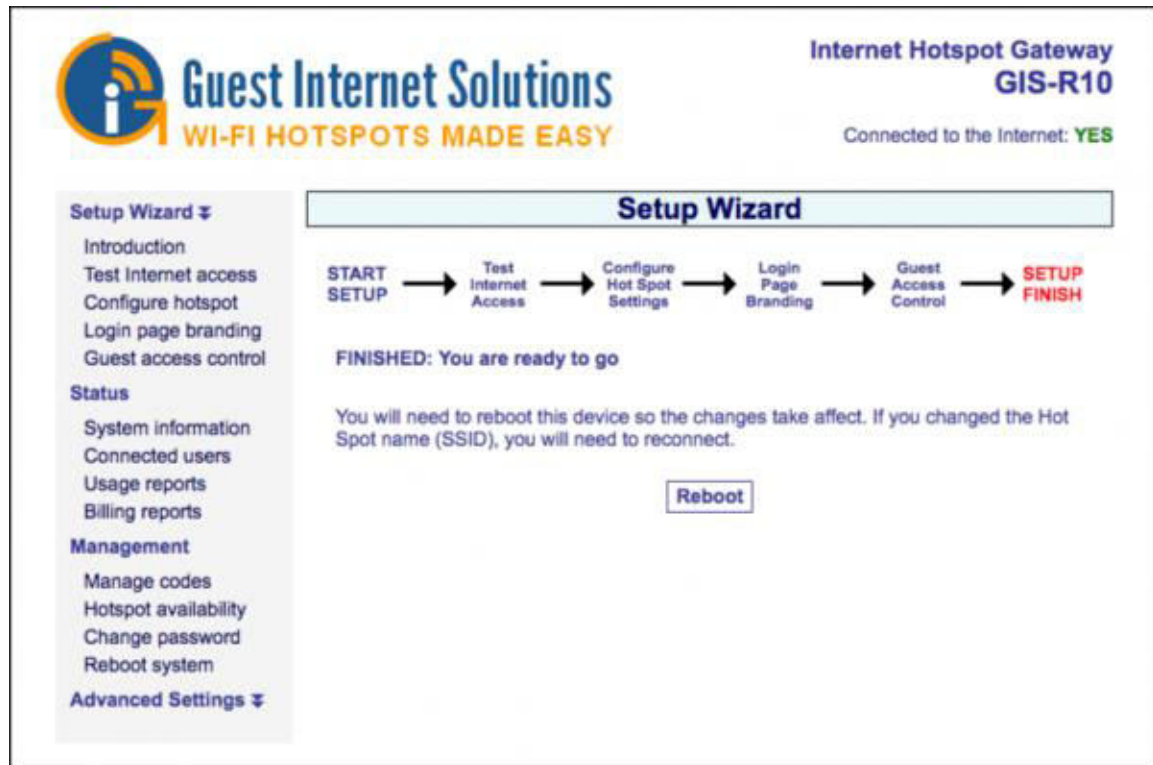 Guest Internet Solutions
WI-FI HOTSPOTS MADE EASY
Internet Hotspot Gateway
GIS-R10
Connected to the Internet: YES
Setup Wizard
Introduction
Test Internet access
Configure hotspot
Login page branding
Guest access control
Status
System information
Connected users
Usage reports
Billing reports
Management
Manage codes
Hotspot availability
Change password
Reboot system
Advanced Settings
Setup Wizard
START
SETUP
Test
Internet
Access
Configure
Hot Spot
Settings
Login
Page
Branding
Guest
Access
Control
SETUP
FINISH
FINISHED: You are ready to go
You will need to reboot this device so the changes take affect. If you changed the Hot
Spot name (SSID), you will need to reconnect.
Reboot